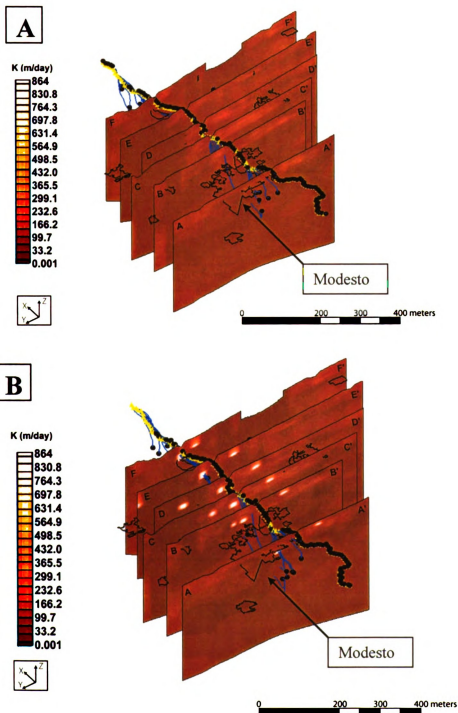 A
K (m/day)
864
830.8
764.3
697.8
631.4
564.9
498.5
432.0
365.5
299.1
232.6
166.2
99.7
33.2
0.001
F'
E'
D'
C'
B'
A'
F
E
D
C
B
A
Modesto
X
Z
Y
0
200
300
400 meters
B
K (m/day)
864
830.8
764.3
697.8
631.4
564.9
498.5
432.0
365.5
299.1
232.6
166.2
99.7
33.2
0.001
F'
E'
D'
C'
B'
A'
F
E
D
C
B
A
Modesto
X
Z
Y
0
200
300
400 meters